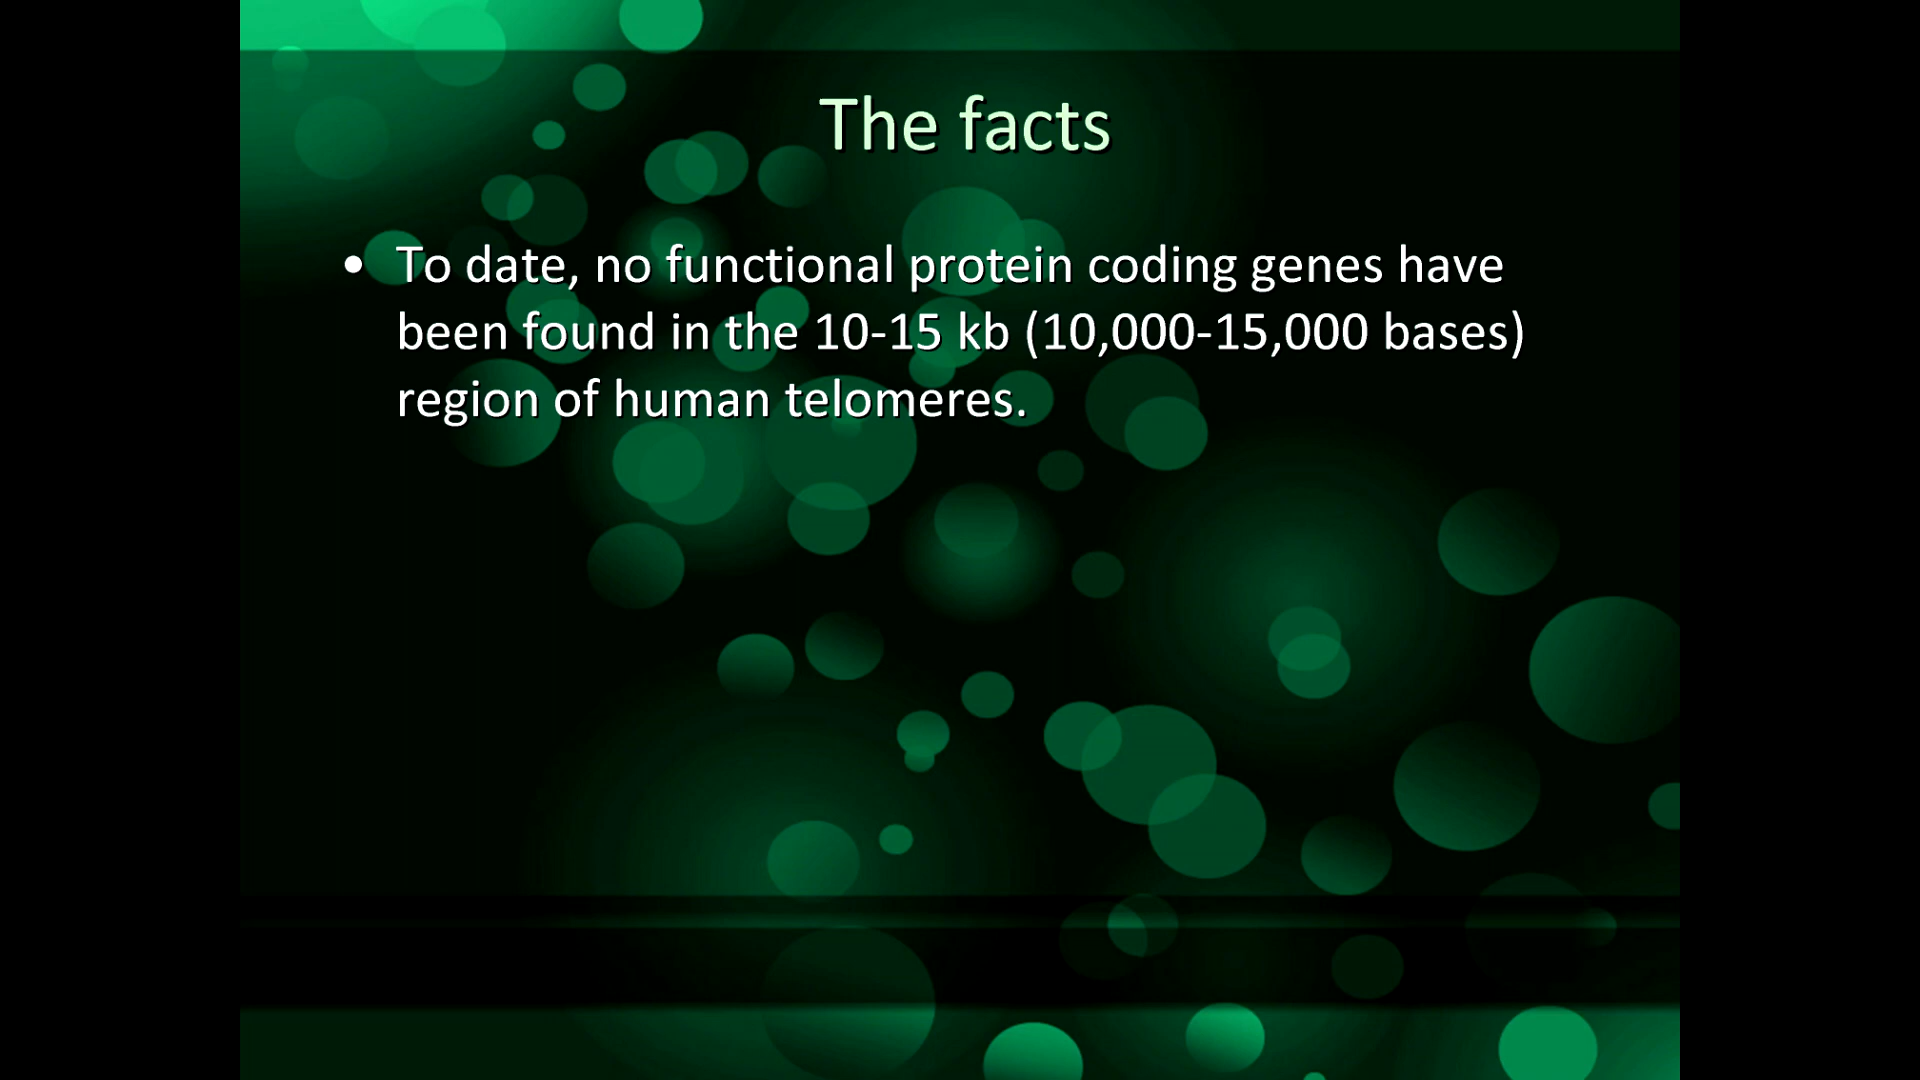 The facts
• To date, no functional protein coding genes have
been found in the 10-15 kb (10,000-15,000 bases)
region of human telomeres.